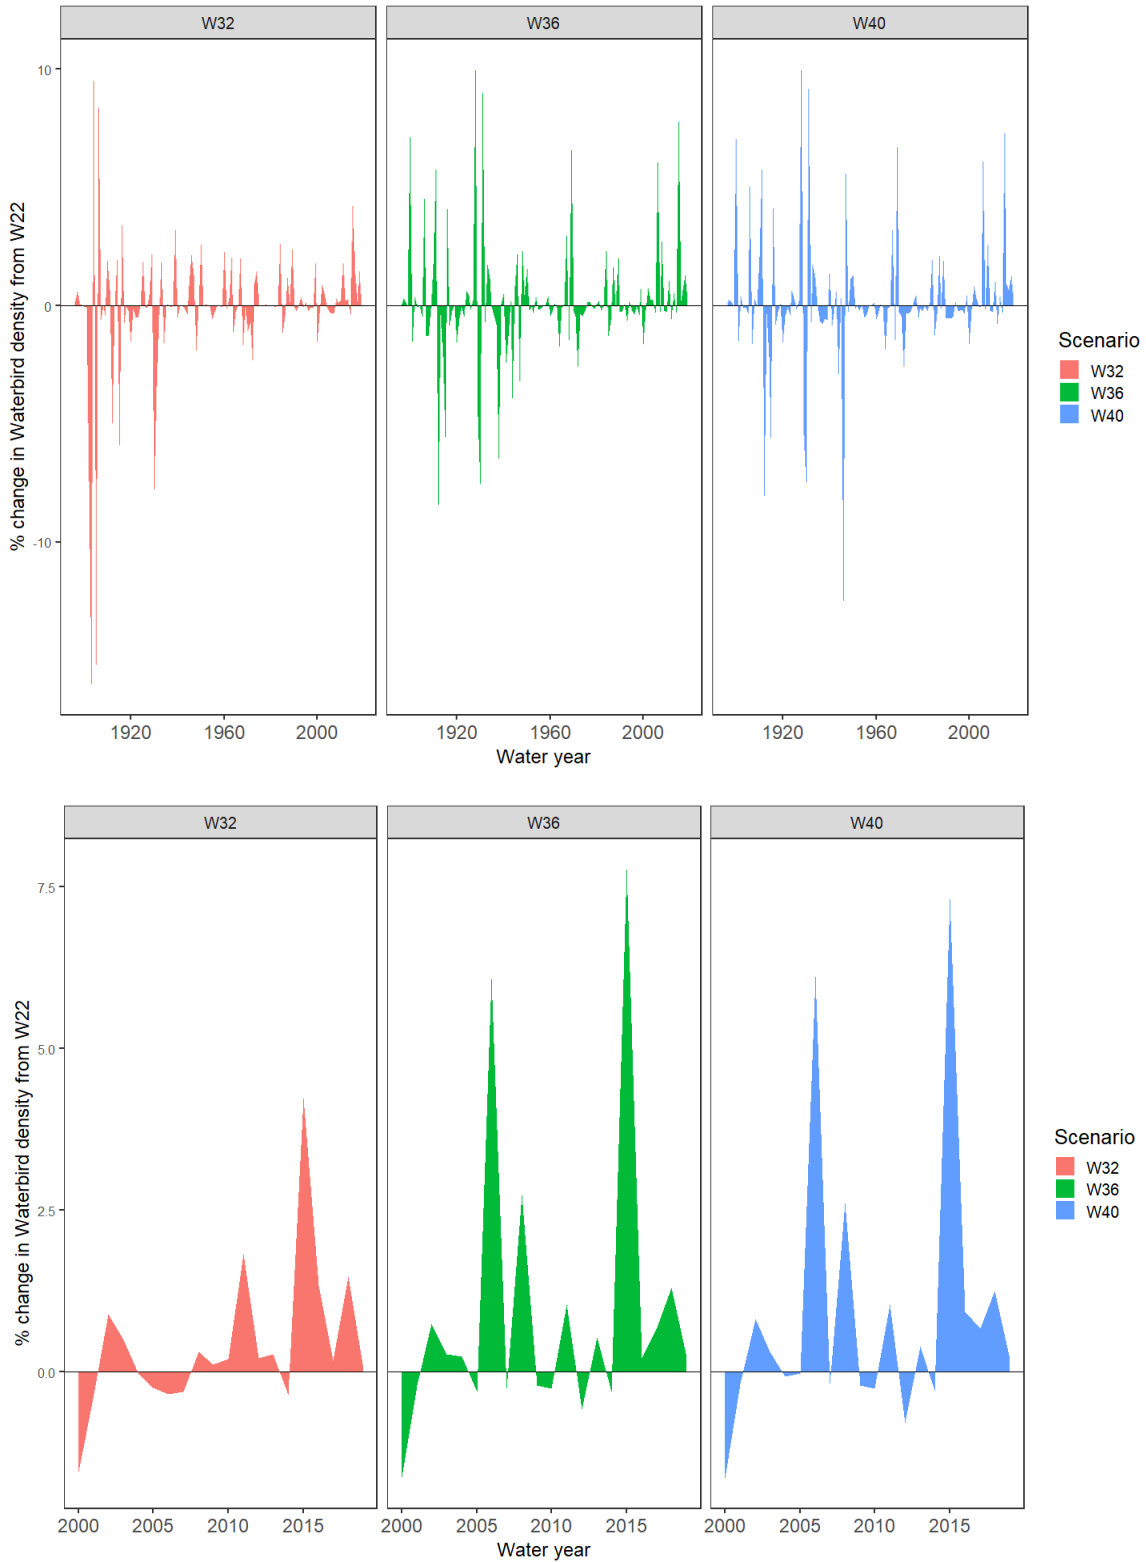 W32 W36 W40
10
0
-10
% change in Waterbird density from W22
1920 1960 2000 1920 1960 2000 1920 1960 2000
Water year
Scenario
W32
W36
W40
W32 W36 W40
7.5
5.0
2.5
0.0
% change in Waterbird density from W22
2000 2005 2010 2015 2000 2005 2010 2015 2000 2005 2010 2015
Water year
Scenario
W32
W36
W40